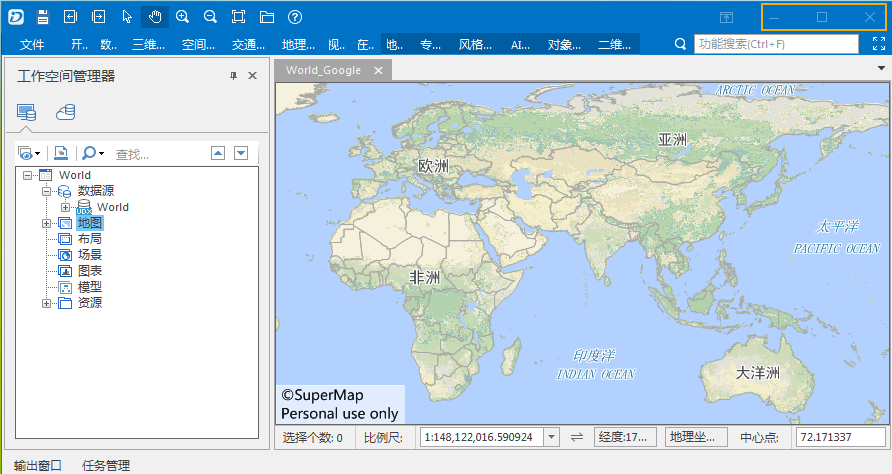 文件 开.. 数.. 三维... 空间... 交通... 地理... 视.. 在.. 地.. 专... 风格... AI... 对象... 二维... 功能搜索(Ctrl+F)
工作空间管理器
World_Google
查找...
World
数据源
UDX World
地图
布局
场景
图表
模型
资源
ARCTIC OCEAN
亚洲
欧洲
太平洋
PACIFIC OCEAN
非洲
印度洋
INDIAN OCEAN
大洋洲
©SuperMap
Personal use only
选择个数: 0 比例尺: 1:148,122,016.590924 经度:17... 地理坐... 中心点: 72.171337
输出窗口 任务管理